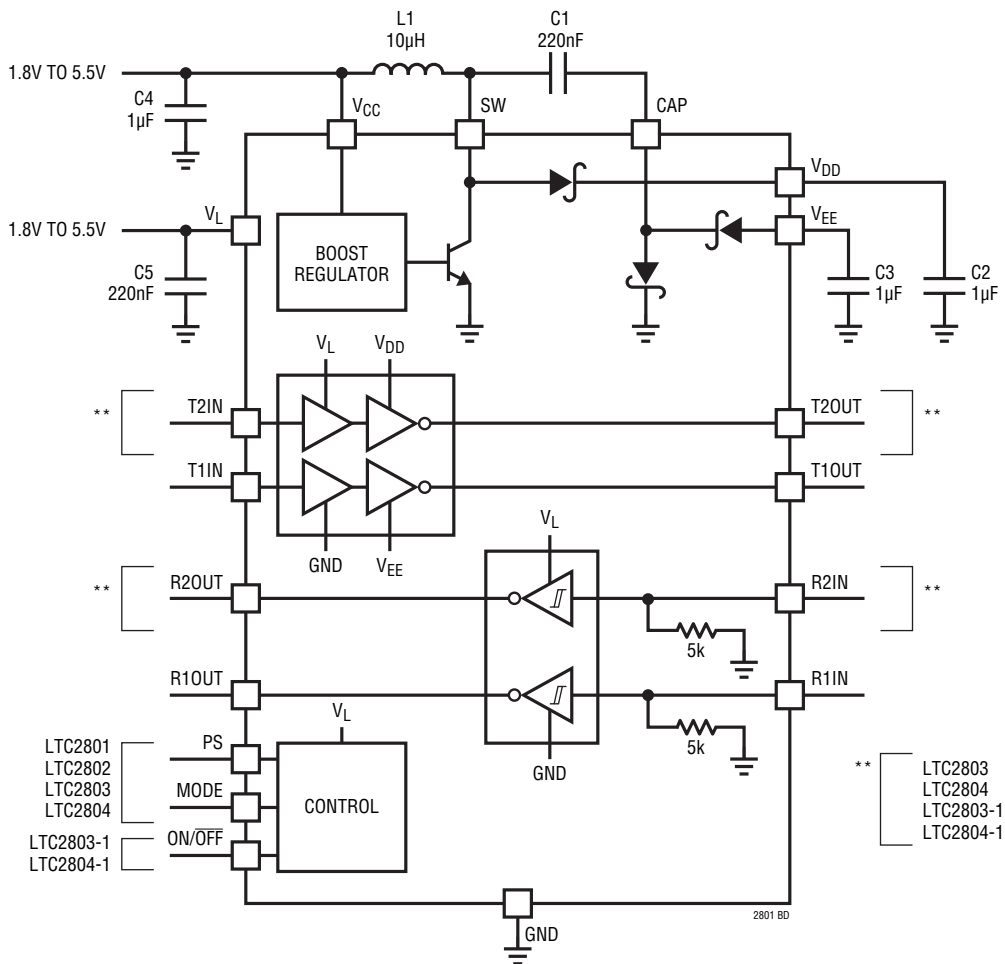 L1
10µH
C1
220nF
1.8V TO 5.5V
C4
1µF
VCC
SW
CAP
VDD
VEE
1.8V TO 5.5V
VL
C5
220nF
BOOST
REGULATOR
C3
1µF
C2
1µF
VL
VDD
**
T2IN
T2OUT
**
T1IN
T1OUT
GND
VEE
VL
**
R2OUT
R2IN
**
5k
R1OUT
R1IN
5k
GND
VL
LTC2801
LTC2802
LTC2803
LTC2804
PS
MODE
CONTROL
LTC2803-1
LTC2804-1
ON/OFF
**
LTC2803
LTC2804
LTC2803-1
LTC2804-1
2801 BD
GND